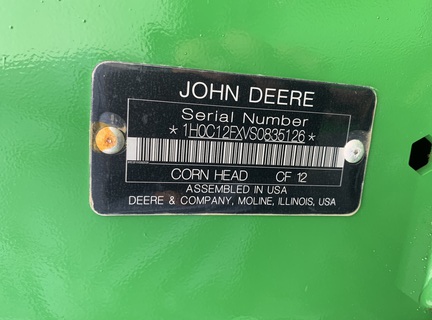 JOHN DEERE
Serial Number
*1H0C12FXVS0835126*
CORN HEAD CF 12
ASSEMBLED IN USA
DEERE & COMPANY, MOLINE, ILLINOIS, USA